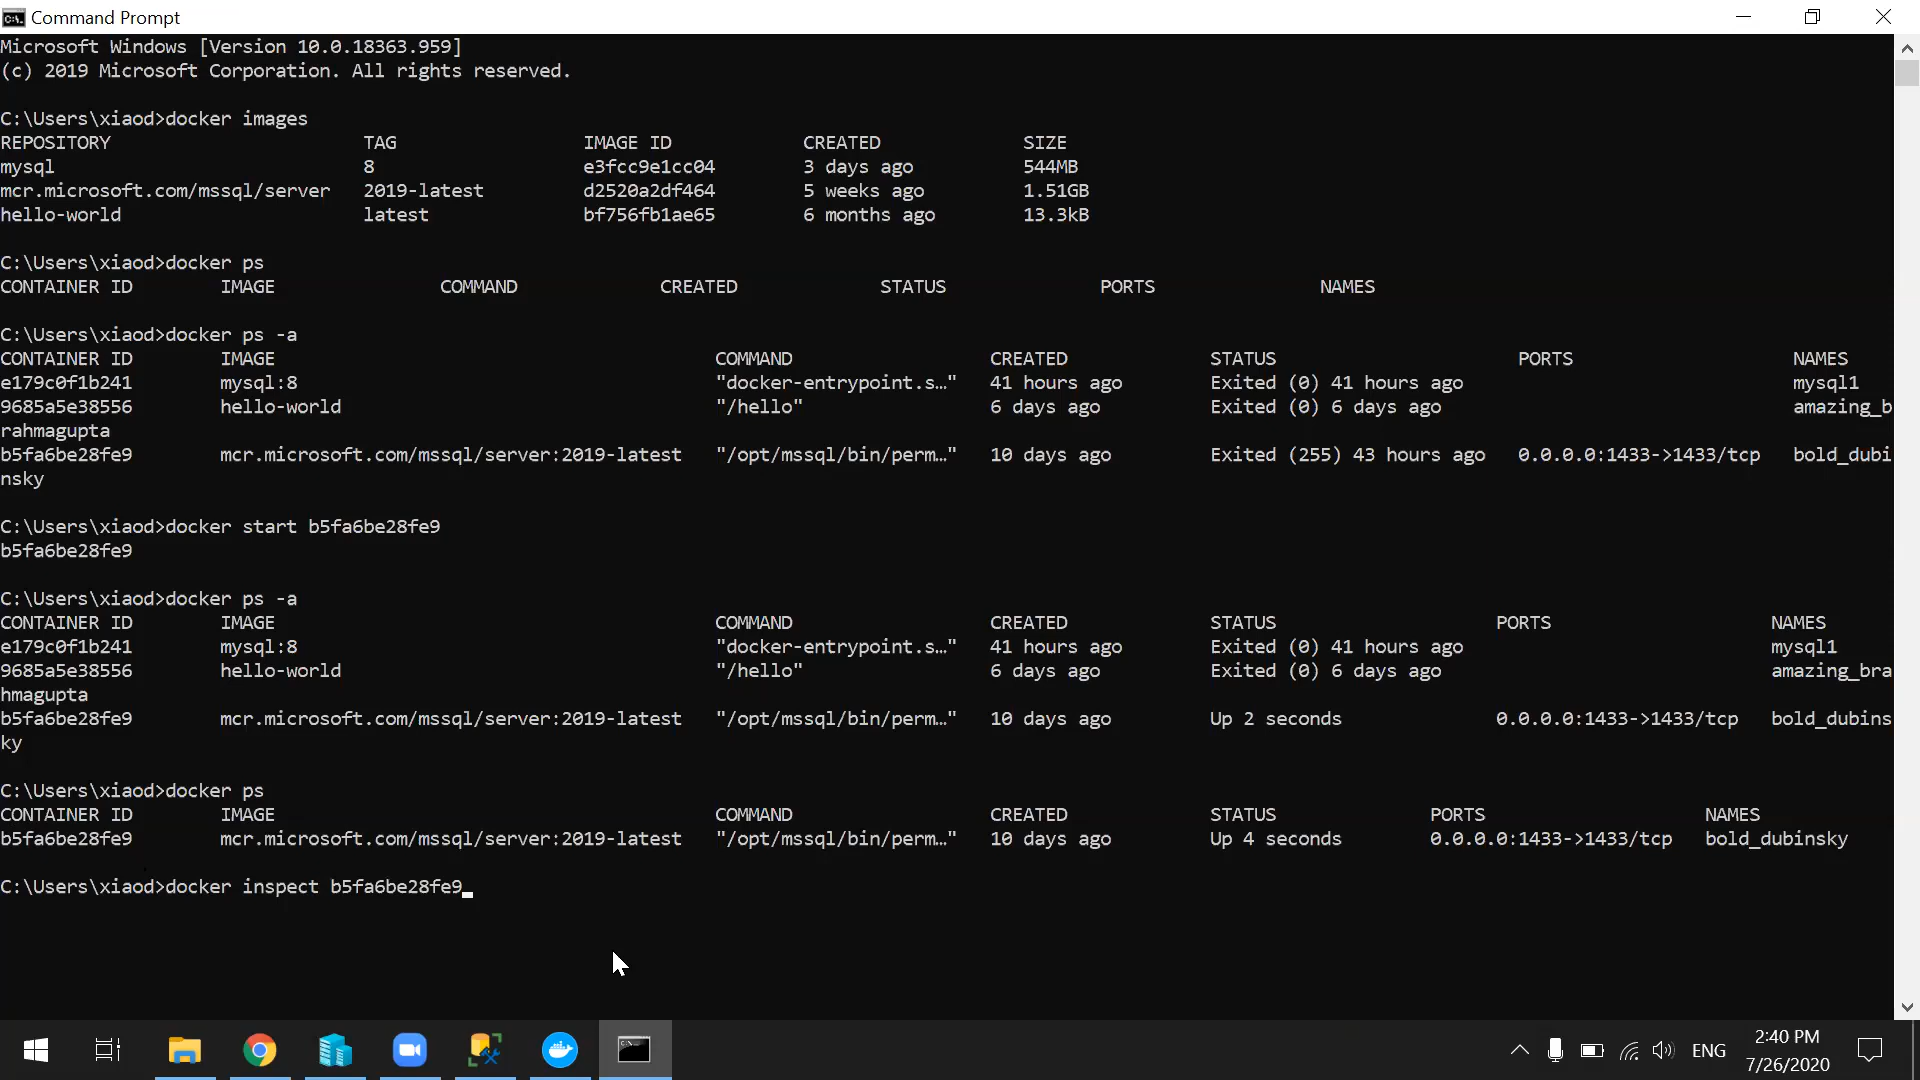 Command Prompt
Microsoft Windows [Version 10.0.18363.959]
(c) 2019 Microsoft Corporation. All rights reserved.
C:\Users\xiaod>docker images
REPOSITORY TAG IMAGE ID CREATED SIZE
mysql 8 e3fcc9e1cc04 3 days ago 544MB
mcr.microsoft.com/mssql/server 2019-latest d2520a2df464 5 weeks ago 1.51GB
hello-world latest bf756fb1ae65 6 months ago 13.3kB
C:\Users\xiaod>docker ps
CONTAINER ID IMAGE COMMAND CREATED STATUS PORTS NAMES
C:\Users\xiaod>docker ps -a
CONTAINER ID IMAGE COMMAND CREATED STATUS PORTS NAMES
e179c0f1b241 mysql:8 "docker-entrypoint.s…" 41 hours ago Exited (0) 41 hours ago mysql1
9685a5e38556 hello-world "/hello" 6 days ago Exited (0) 6 days ago amazing_b
rahmagupta
b5fa6be28fe9 mcr.microsoft.com/mssql/server:2019-latest "/opt/mssql/bin/perm…" 10 days ago Exited (255) 43 hours ago 0.0.0.0:1433->1433/tcp bold_dubi
nsky
C:\Users\xiaod>docker start b5fa6be28fe9
b5fa6be28fe9
C:\Users\xiaod>docker ps -a
CONTAINER ID IMAGE COMMAND CREATED STATUS PORTS NAMES
e179c0f1b241 mysql:8 "docker-entrypoint.s…" 41 hours ago Exited (0) 41 hours ago mysql1
9685a5e38556 hello-world "/hello" 6 days ago Exited (0) 6 days ago amazing_bra
hmagupta
b5fa6be28fe9 mcr.microsoft.com/mssql/server:2019-latest "/opt/mssql/bin/perm…" 10 days ago Up 2 seconds 0.0.0.0:1433->1433/tcp bold_dubins
ky
C:\Users\xiaod>docker ps
CONTAINER ID IMAGE COMMAND CREATED STATUS PORTS NAMES
b5fa6be28fe9 mcr.microsoft.com/mssql/server:2019-latest "/opt/mssql/bin/perm…" 10 days ago Up 4 seconds 0.0.0.0:1433->1433/tcp bold_dubinsky
C:\Users\xiaod>docker inspect b5fa6be28fe9
ENG
2:40 PM
7/26/2020